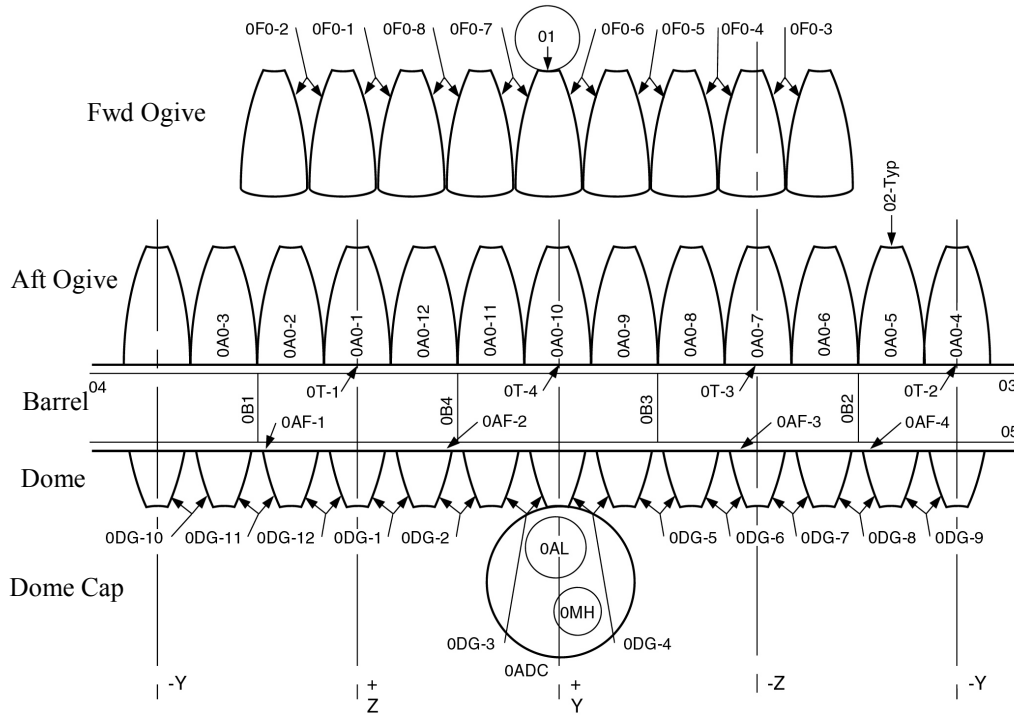 0F0-2 0F0-1 0F0-8 0F0-7 01 0F0-6 0F0-5 0F0-4 0F0-3
Fwd Ogive
02-Typ
Aft Ogive
0A0-3 0A0-2 0A0-1 0A0-12 0A0-11 0A0-10 0A0-9 0A0-8 0A0-7 0A0-6 0A0-5 0A0-4
04 0T-1 0T-4 0T-3 0T-2 03
Barrel
0B1 0B4 0B3 0B2
0AF-1 0AF-2 0AF-3 0AF-4 05
Dome
0DG-10 0DG-11 0DG-12 0DG-1 0DG-2 0DG-5 0DG-6 0DG-7 0DG-8 0DG-9
0AL
Dome Cap
0MH
0DG-3 0DG-4
0ADC
-Y + Z + Y -Z -Y